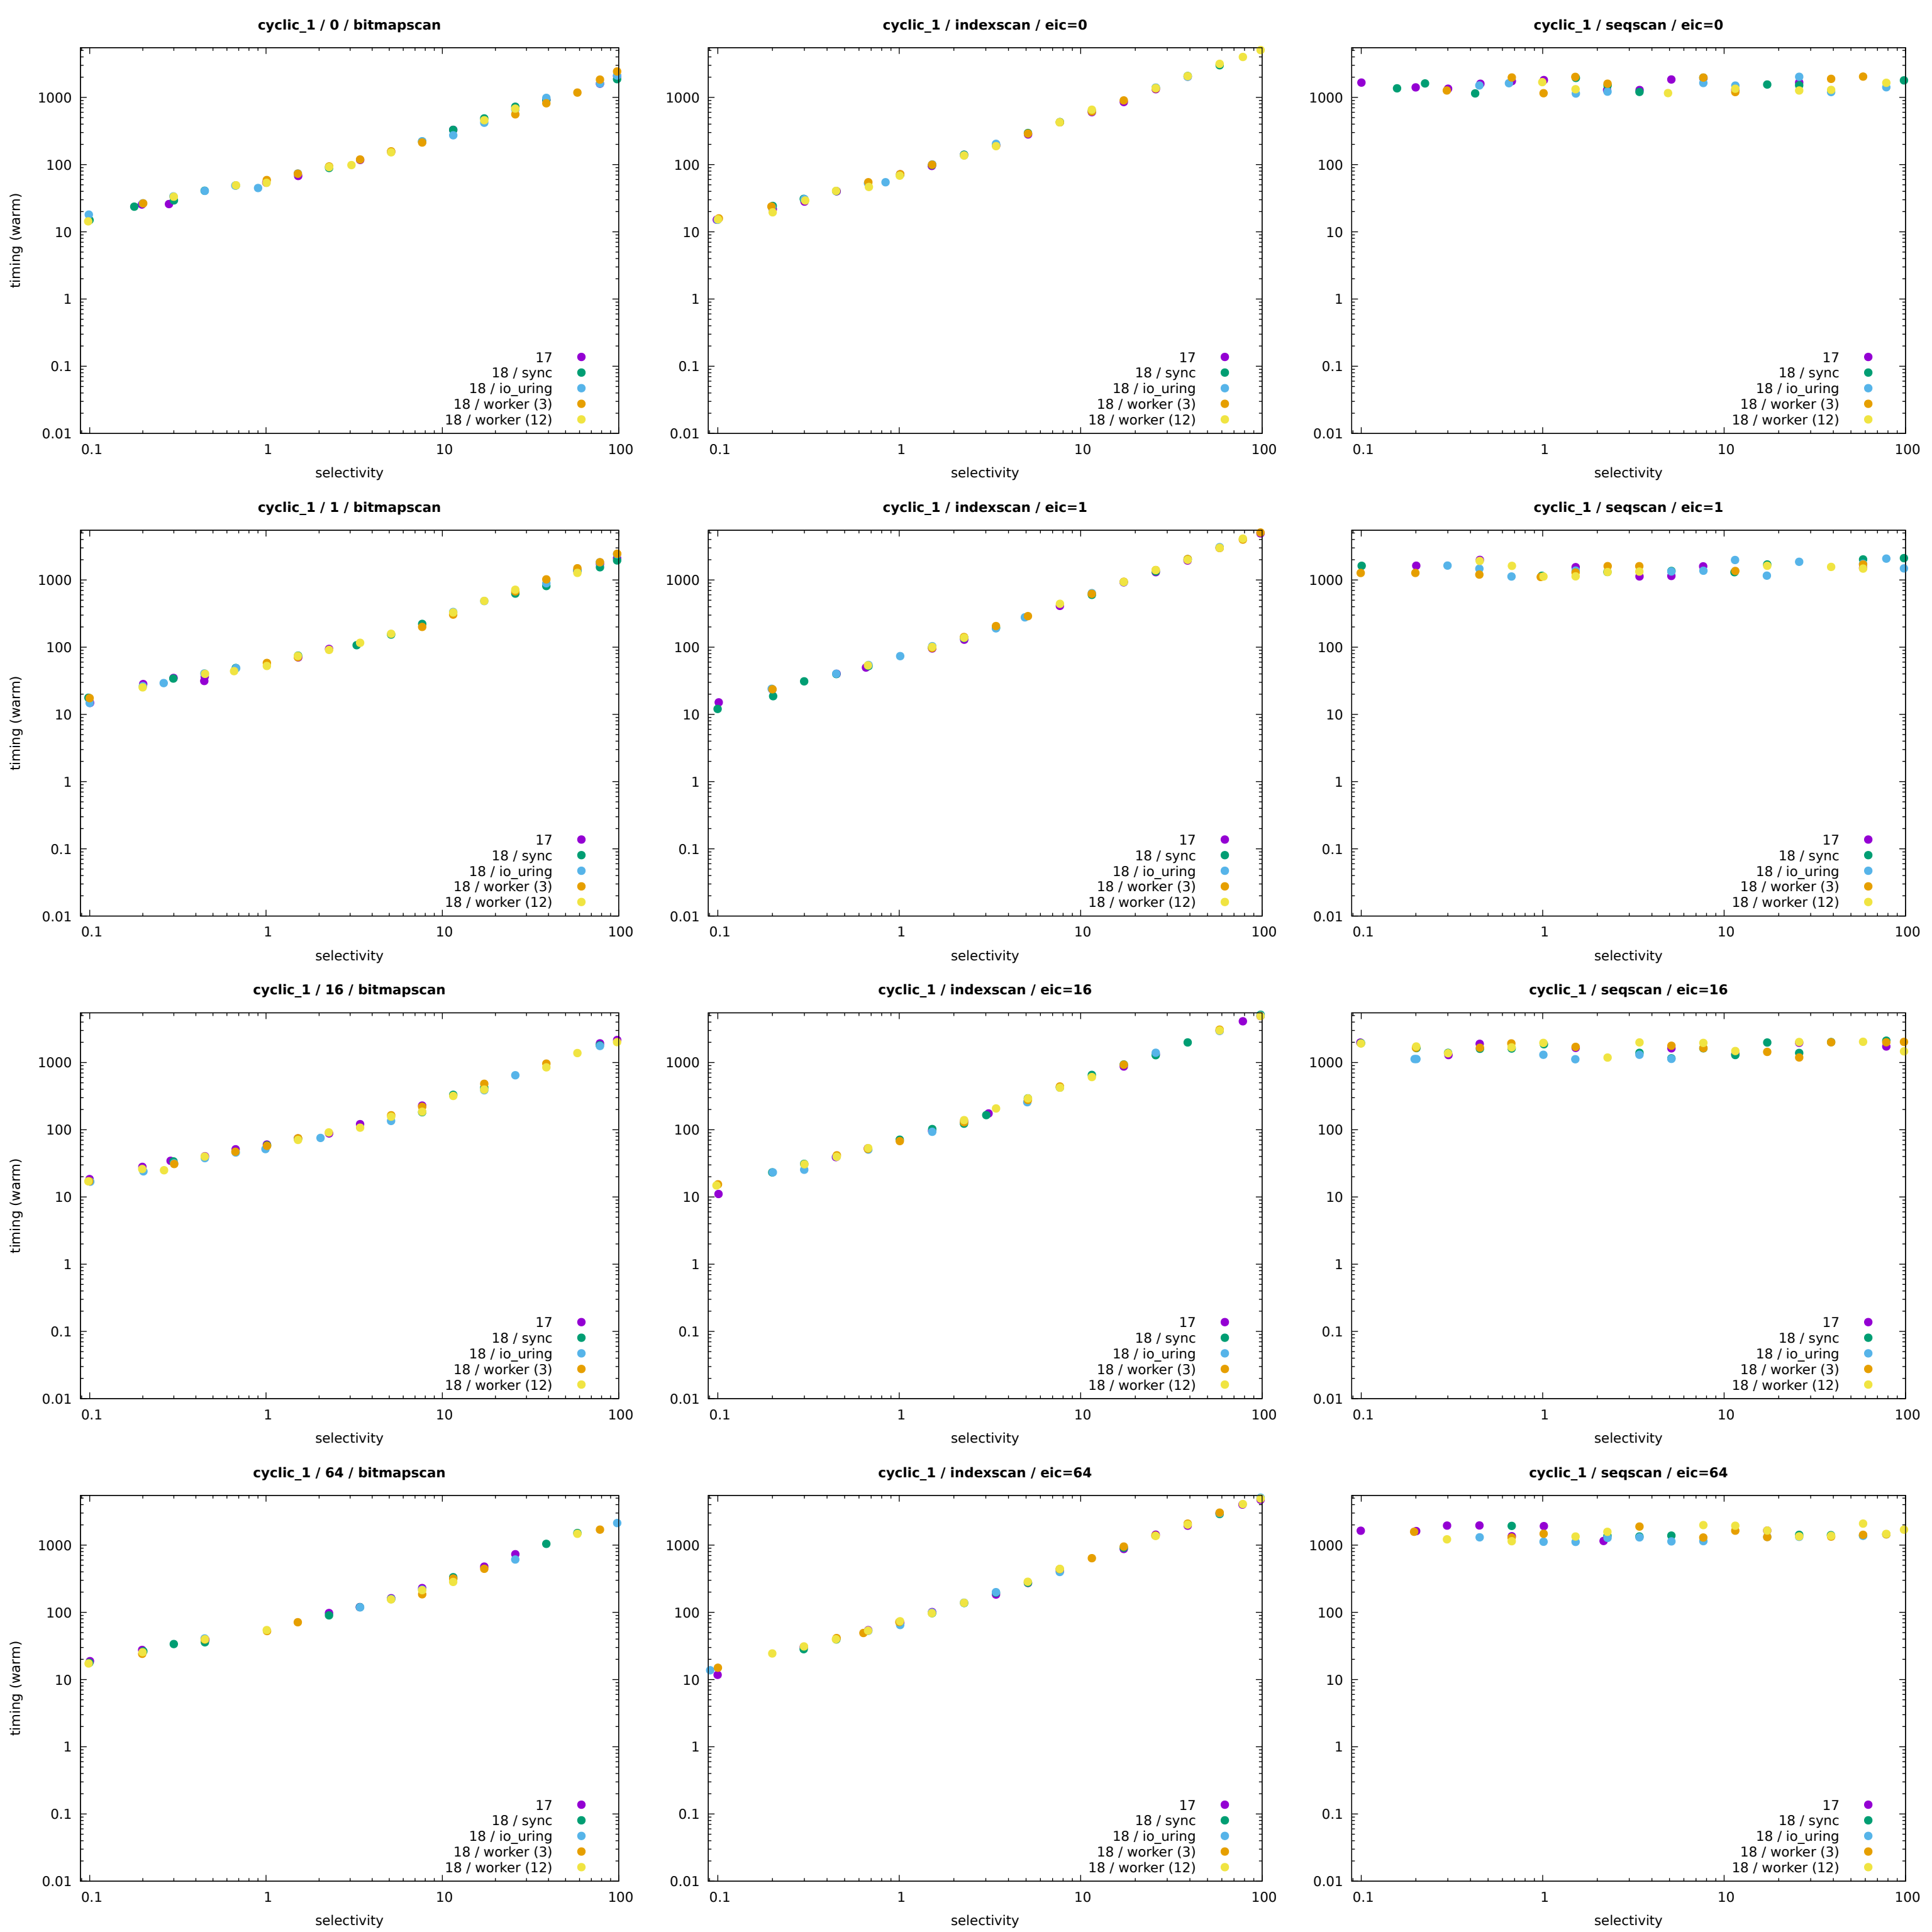 cyclic_1 / 0 / bitmapscan
timing (warm)
1000
100
10
1
0.1
0.01
17
18 / sync
18 / io_uring
18 / worker (3)
18 / worker (12)
0.1 1 10 100
selectivity
cyclic_1 / indexscan / eic=0
1000
100
10
1
0.1
0.01
17
18 / sync
18 / io_uring
18 / worker (3)
18 / worker (12)
0.1 1 10 100
selectivity
cyclic_1 / seqscan / eic=0
1000
100
10
1
0.1
0.01
17
18 / sync
18 / io_uring
18 / worker (3)
18 / worker (12)
0.1 1 10 100
selectivity
cyclic_1 / 1 / bitmapscan
timing (warm)
1000
100
10
1
0.1
0.01
17
18 / sync
18 / io_uring
18 / worker (3)
18 / worker (12)
0.1 1 10 100
selectivity
cyclic_1 / indexscan / eic=1
1000
100
10
1
0.1
0.01
17
18 / sync
18 / io_uring
18 / worker (3)
18 / worker (12)
0.1 1 10 100
selectivity
cyclic_1 / seqscan / eic=1
1000
100
10
1
0.1
0.01
17
18 / sync
18 / io_uring
18 / worker (3)
18 / worker (12)
0.1 1 10 100
selectivity
cyclic_1 / 16 / bitmapscan
timing (warm)
1000
100
10
1
0.1
0.01
17
18 / sync
18 / io_uring
18 / worker (3)
18 / worker (12)
0.1 1 10 100
selectivity
cyclic_1 / indexscan / eic=16
1000
100
10
1
0.1
0.01
17
18 / sync
18 / io_uring
18 / worker (3)
18 / worker (12)
0.1 1 10 100
selectivity
cyclic_1 / seqscan / eic=16
1000
100
10
1
0.1
0.01
17
18 / sync
18 / io_uring
18 / worker (3)
18 / worker (12)
0.1 1 10 100
selectivity
cyclic_1 / 64 / bitmapscan
timing (warm)
1000
100
10
1
0.1
0.01
17
18 / sync
18 / io_uring
18 / worker (3)
18 / worker (12)
0.1 1 10 100
selectivity
cyclic_1 / indexscan / eic=64
1000
100
10
1
0.1
0.01
17
18 / sync
18 / io_uring
18 / worker (3)
18 / worker (12)
0.1 1 10 100
selectivity
cyclic_1 / seqscan / eic=64
1000
100
10
1
0.1
0.01
17
18 / sync
18 / io_uring
18 / worker (3)
18 / worker (12)
0.1 1 10 100
selectivity